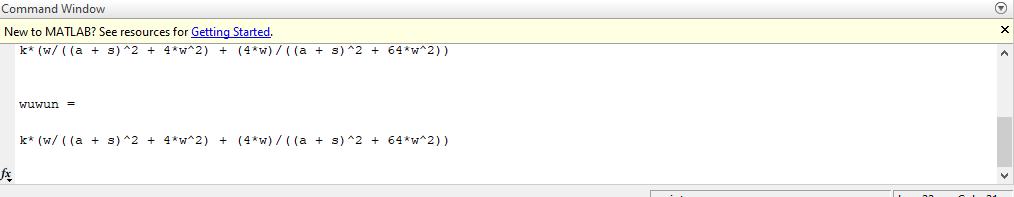 Command Window
New to MATLAB? See resources for Getting Started.
k*(w/((a + s)^2 + 4*w^2) + (4*w)/((a + s)^2 + 64*w^2))
wuwun =
k*(w/((a + s)^2 + 4*w^2) + (4*w)/((a + s)^2 + 64*w^2))
fx